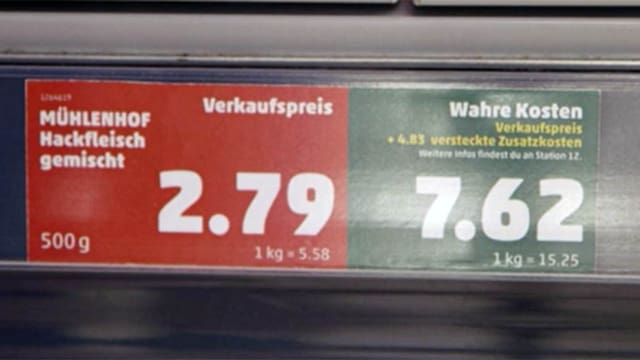 MÜHLENHOF
Hackfleisch
gemischt
500 g
Verkaufspreis
2.79
1 kg = 5.58
Wahre Kosten
Verkaufspreis
+ 4.83 versteckte Zusatzkosten
Weitere Infos findest du an Station 12.
7.62
1 kg = 15.25